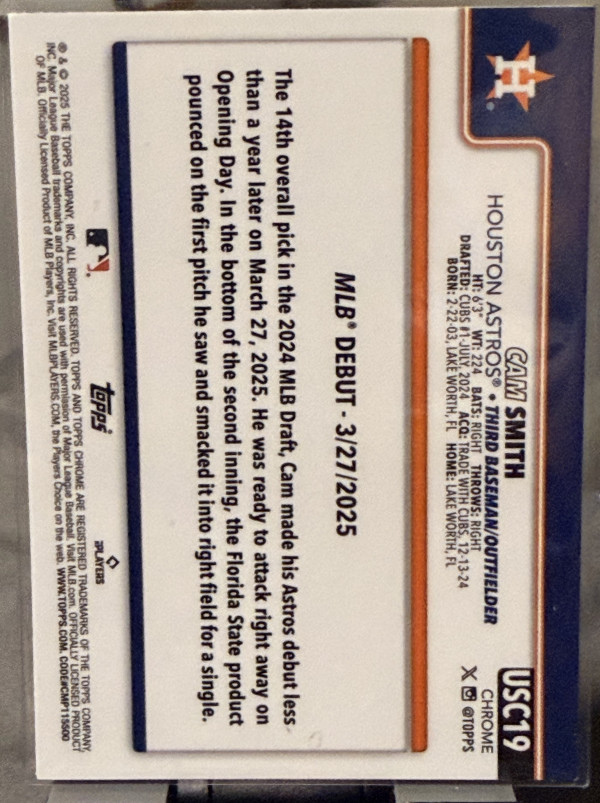 USC19
CHROME
@TOPPS
CAM SMITH
HOUSTON ASTROS® • THIRD BASEMAN/OUTFIELDER
HT: 6'3" WT: 224 BATS: RIGHT THROWS: RIGHT
DRAFTED: CUBS #1-JULY, 2024 ACQ: TRADE WITH CUBS, 12-13-24
BORN: 2-22-03, LAKE WORTH, FL HOME: LAKE WORTH, FL
H
MLB® DEBUT - 3/27/2025
The 14th overall pick in the 2024 MLB Draft, Cam made his Astros debut less
than a year later on March 27, 2025. He was ready to attack right away on
Opening Day. In the bottom of the second inning, the Florida State product
pounced on the first pitch he saw and smacked it into right field for a single.
topps®
PLAYERS
® & © 2025 THE TOPPS COMPANY, INC. ALL RIGHTS RESERVED. TOPPS AND TOPPS CHROME ARE REGISTERED TRADEMARKS OF THE TOPPS COMPANY,
INC. Major League Baseball trademarks and copyrights are used with permission of Major League Baseball. Visit MLB.com. OFFICIALLY LICENSED PRODUCT
OF MLB. Officially Licensed Product of MLB Players, Inc. Visit MLBPLAYERS.COM, the Players Choice on the web. WWW.TOPPS.COM. CODE#CMP115500